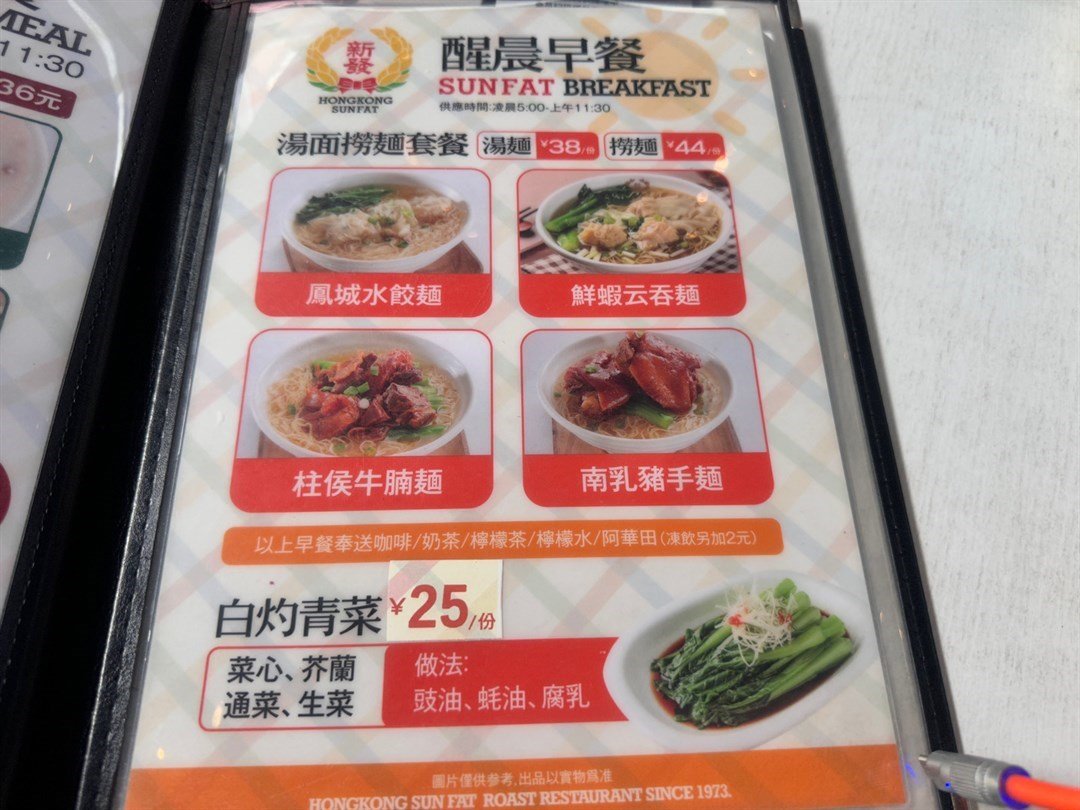 MEAL
11:30
36元
新發
HONGKONG
SUNFAT
醒晨早餐
SUNFAT BREAKFAST
供應時間:凌晨5:00-上午11:30
湯面撈麵套餐 湯麵 ¥38/份 撈麵 ¥44/份
鳳城水餃麵
鮮蝦云吞麵
柱侯牛腩麵
南乳豬手麵
以上早餐奉送咖啡/奶茶/檸檬茶/檸檬水/阿華田(凍飲另加2元)
白灼青菜 ¥25/份
菜心、芥蘭
通菜、生菜
做法:
豉油、蚝油、腐乳
圖片僅供參考,出品以實物爲准
HONGKONG SUN FAT ROAST RESTAURANT SINCE 1973.